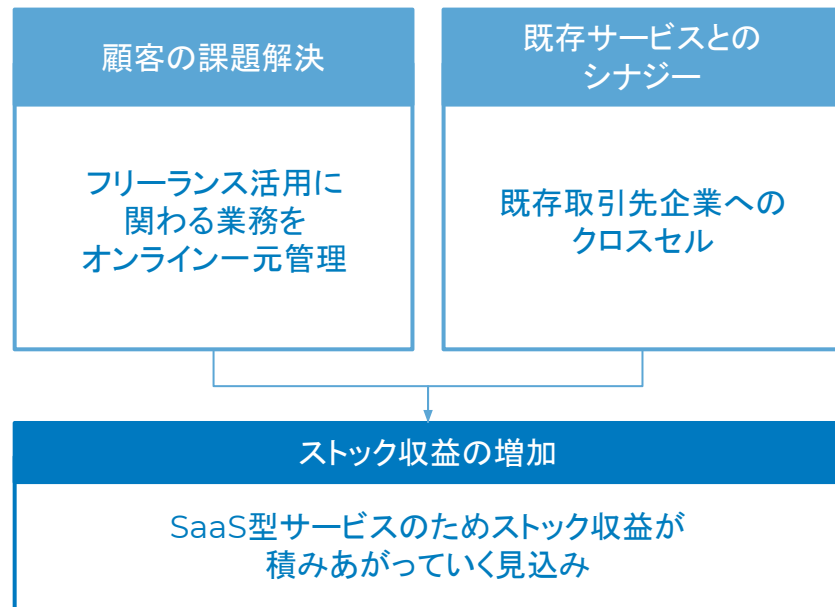 顧客の課題解決
フリーランス活用に
関わる業務を
オンライン一元管理
既存サービスとの
シナジー
既存取引先企業への
クロスセル
ストック収益の増加
SaaS型サービスのためストック収益が
積みあがっていく見込み